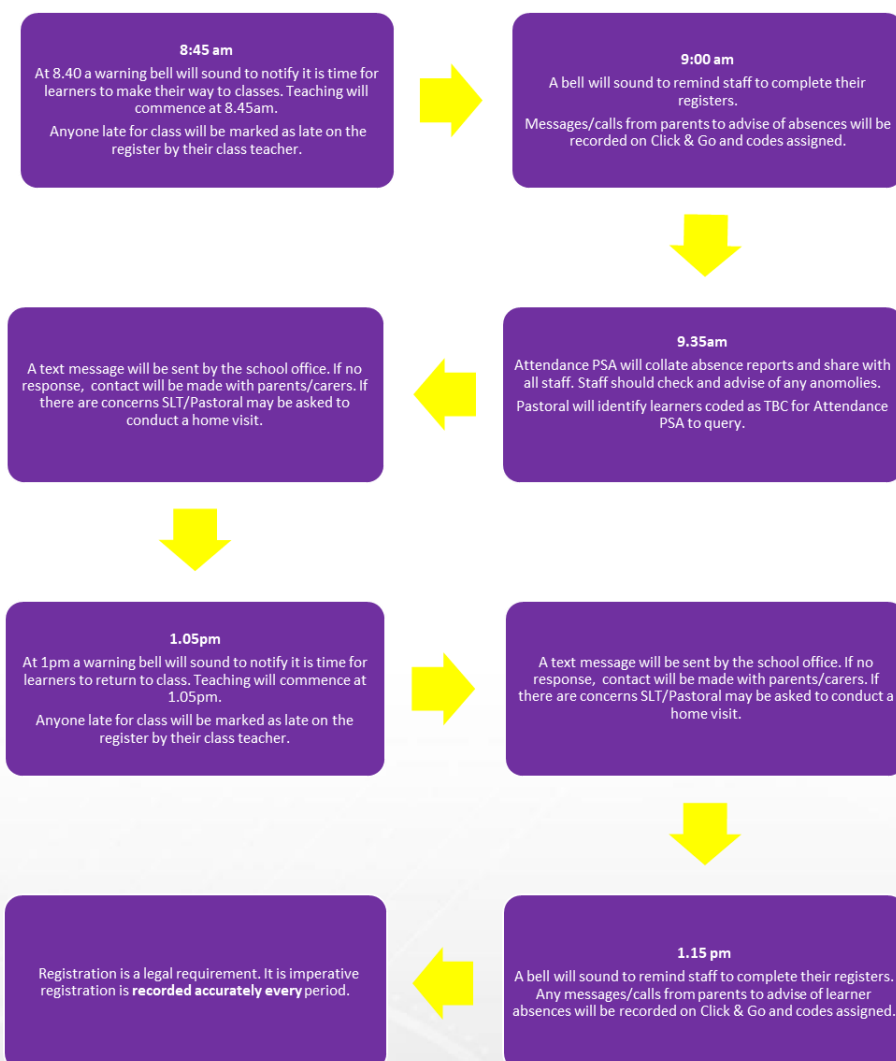 8:45 am
At 8.40 a warning bell will sound to notify it is time for
learners to make their way to classes. Teaching will
commence at 8.45am.
Anyone late for class will be marked as late on the
register by their class teacher.
9:00 am
A bell will sound to remind staff to complete their
registers.
Messages/calls from parents to advise of absences will be
recorded on Click & Go and codes assigned.
9.35am
Attendance PSA will collate absence reports and share with
all staff. Staff should check and advise of any anomolies.
Pastoral will identify learners coded as TBC for Attendance
PSA to query.
A text message will be sent by the school office. If no
response, contact will be made with parents/carers. If
there are concerns SLT/Pastoral may be asked to
conduct a home visit.
1.05pm
At 1pm a warning bell will sound to notify it is time for
learners to return to class. Teaching will commence at
1.05pm.
Anyone late for class will be marked as late on the
register by their class teacher.
A text message will be sent by the school office. If no
response, contact will be made with parents/carers. If
there are concerns SLT/Pastoral may be asked to conduct a
home visit.
1.15 pm
A bell will sound to remind staff to complete their registers.
Any messages/calls from parents to advise of learner
absences will be recorded on Click & Go and codes assigned.
Registration is a legal requirement. It is imperative
registration is recorded accurately every period.